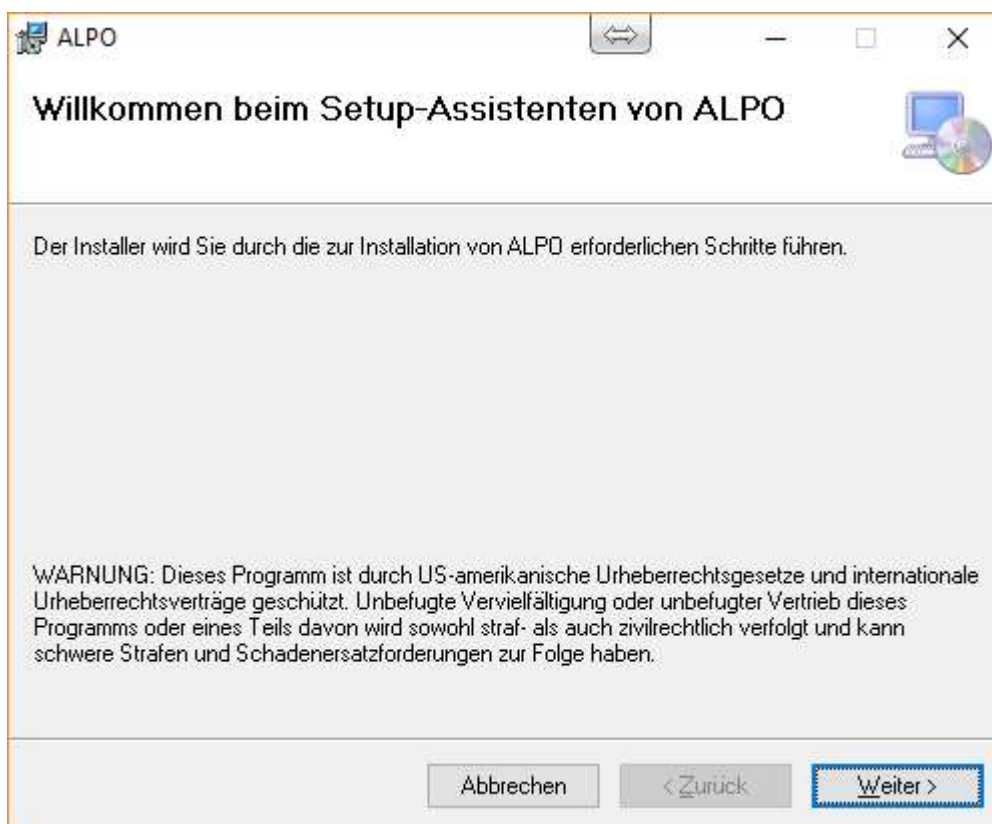 ALPO
Willkommen beim Setup-Assistenten von ALPO
Der Installer wird Sie durch die zur Installation von ALPO erforderlichen Schritte führen.
WARNUNG: Dieses Programm ist durch US-amerikanische Urheberrechtsgesetze und internationale
Urheberrechtsverträge geschützt. Unbefugte Vervielfältigung oder unbefugter Vertrieb dieses
Programms oder eines Teils davon wird sowohl straf- als auch zivilrechtlich verfolgt und kann
schwere Strafen und Schadenersatzforderungen zur Folge haben.
Abbrechen < Zurück Weiter >